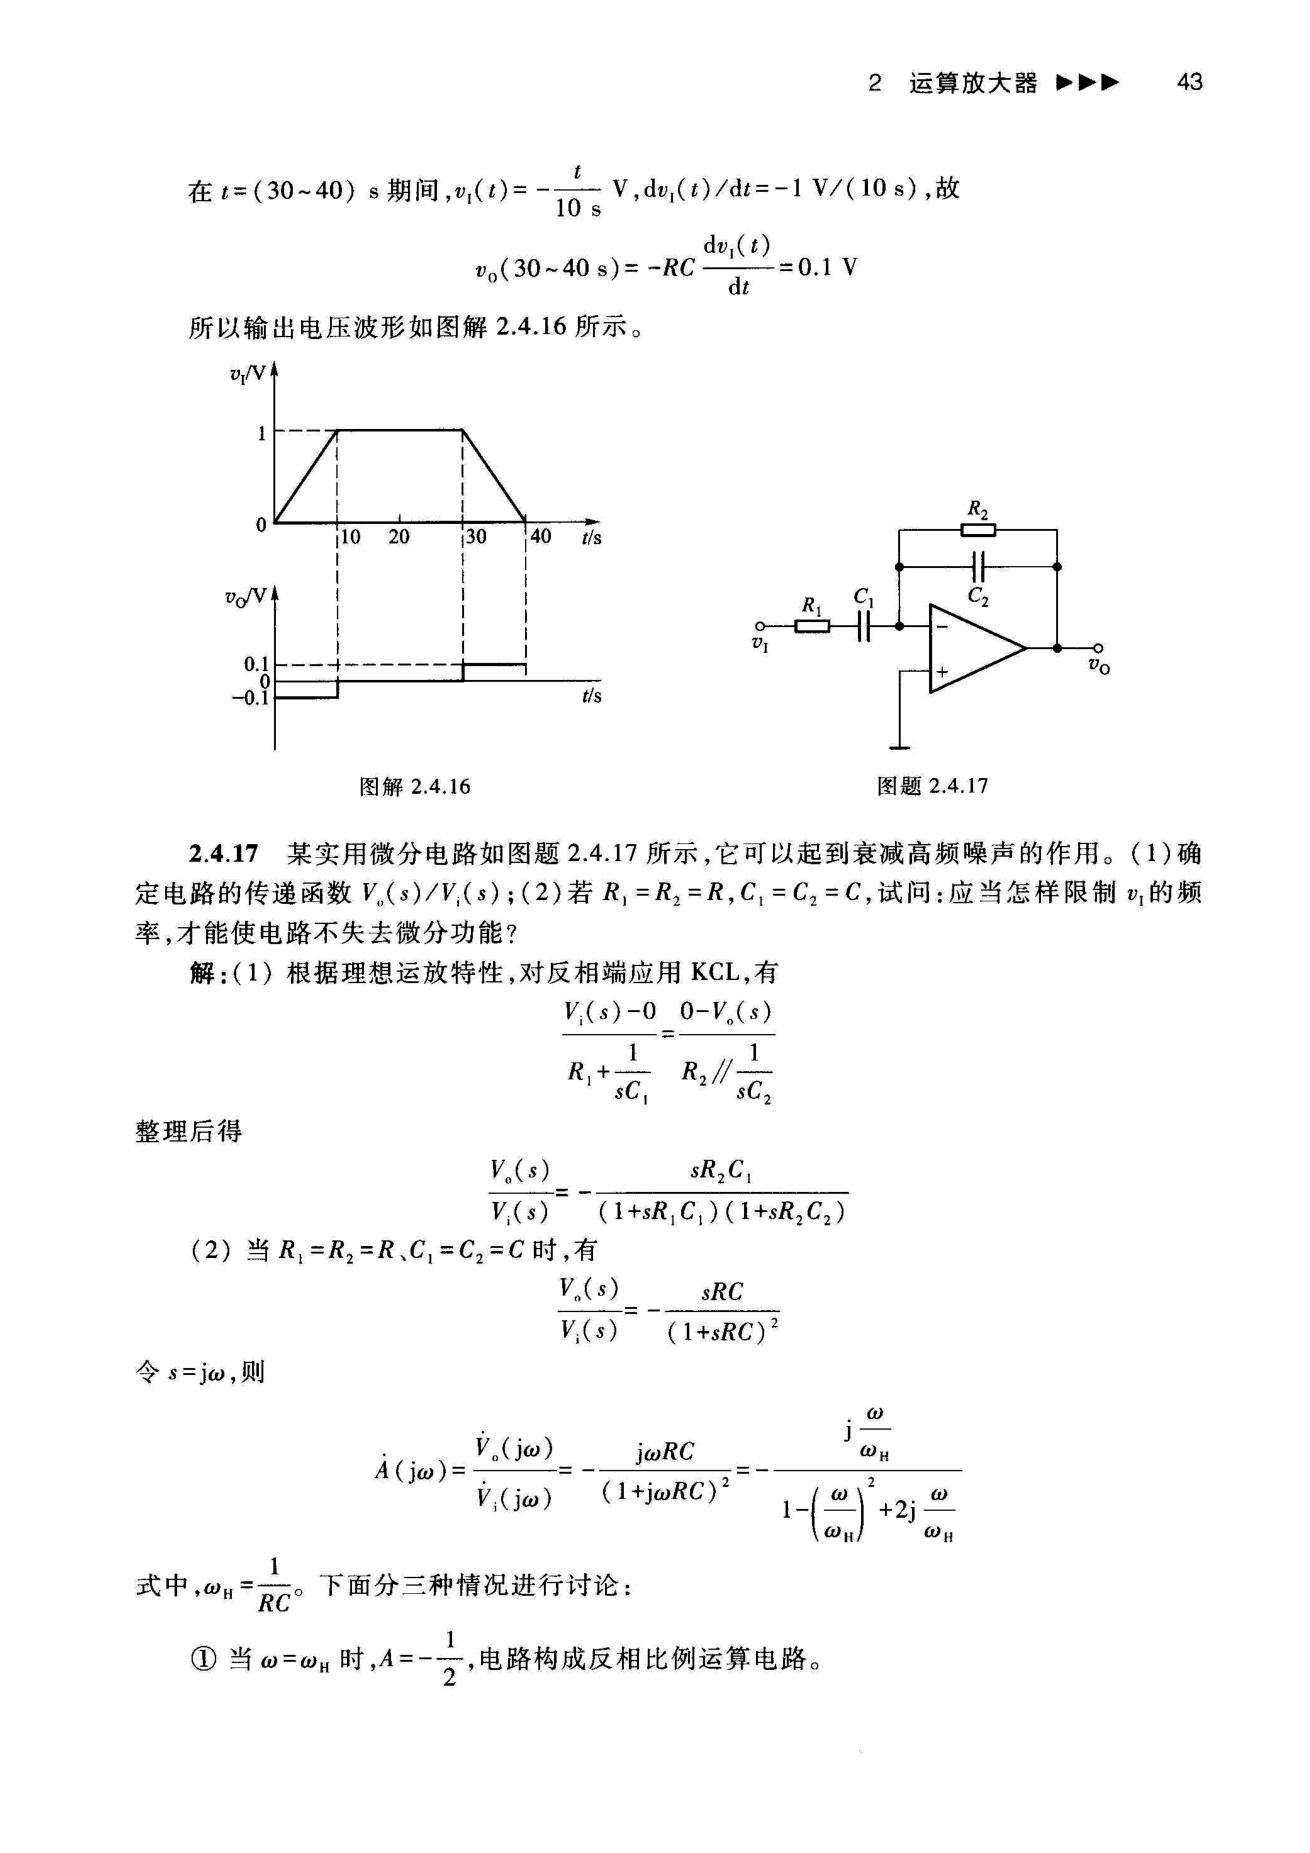 2 运算放大器 ▶▶▶ 43
在 t=(30~40) s 期间,v_I(t)= -t/(10 s) V,dv_I(t)/dt=-1 V/(10 s),故
v_O(30~40 s)= -RC dv_I(t)/dt =0.1 V
所以输出电压波形如图解 2.4.16 所示。
v_I/V
1
0
10 20 30 40 t/s
v_O/V
0.1
0
-0.1
t/s
图解 2.4.16
R_2
C_2
R_1
C_1
v_I
-
+
v_O
图题 2.4.17
2.4.17 某实用微分电路如图题 2.4.17 所示,它可以起到衰减高频噪声的作用。(1)确
定电路的传递函数 V_o(s)/V_i(s);(2)若 R_1=R_2=R,C_1=C_2=C,试问:应当怎样限制 v_I的频
率,才能使电路不失去微分功能?
解:(1) 根据理想运放特性,对反相端应用 KCL,有
(V_i(s)-0)/(R_1+1/(sC_1)) = (0-V_o(s))/(R_2//1/(sC_2))
整理后得
V_o(s)/V_i(s) = - sR_2C_1/((1+sR_1C_1)(1+sR_2C_2))
(2) 当 R_1=R_2=R、C_1=C_2=C 时,有
V_o(s)/V_i(s) = - sRC/(1+sRC)^2
令 s=jω,则
Ȧ(jω)= V̇_o(jω)/V̇_i(jω) = - jωRC/(1+jωRC)^2 = - (j ω/ω_H)/(1-(ω/ω_H)^2+2j ω/ω_H)
式中,ω_H=1/RC。下面分三种情况进行讨论:
① 当 ω=ω_H 时,A=-1/2,电路构成反相比例运算电路。